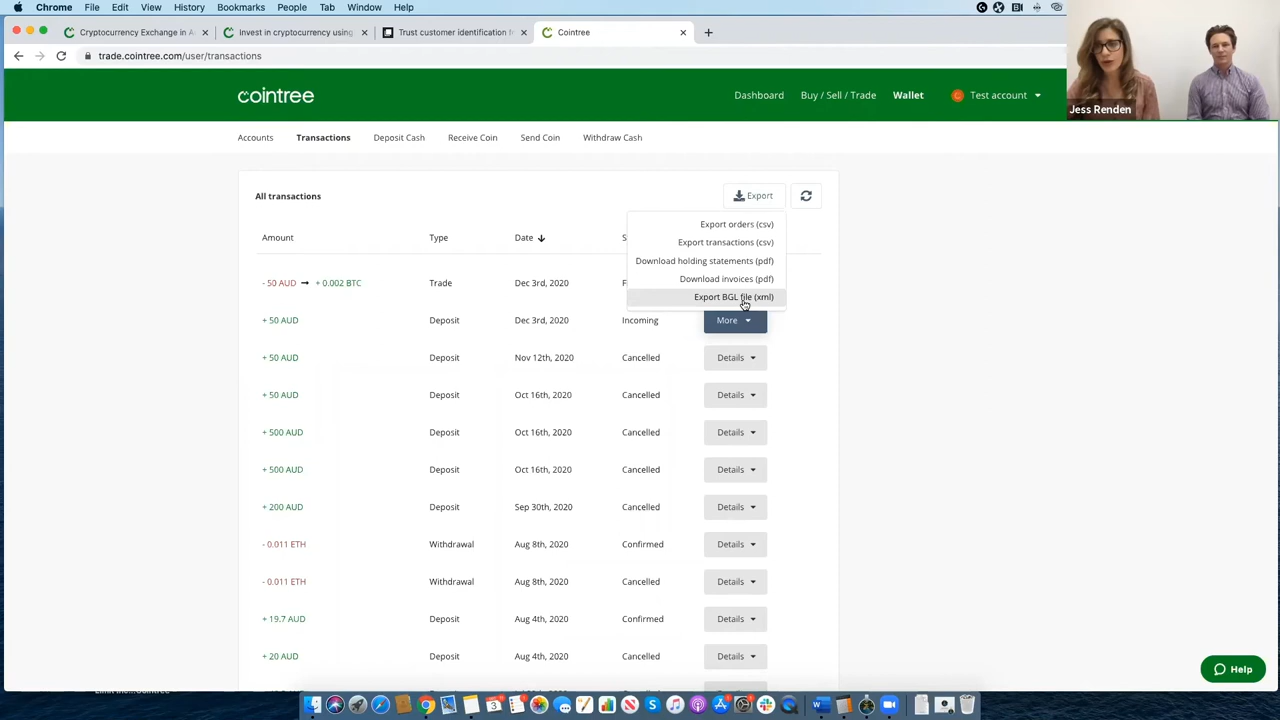 Chrome File Edit View History Bookmarks People Tab Window Help
Cryptocurrency Exchange in A
Invest in cryptocurrency using
Trust customer identification f
Cointree
trade.cointree.com/user/transactions
cointree
Dashboard Buy / Sell / Trade Wallet Test account
Jess Renden
Accounts Transactions Deposit Cash Receive Coin Send Coin Withdraw Cash
All transactions
Export
Export orders (csv)
Export transactions (csv)
Download holding statements (pdf)
Download invoices (pdf)
Export BGL file (xml)
Amount Type Date
- 50 AUD → + 0.002 BTC Trade Dec 3rd, 2020
+ 50 AUD Deposit Dec 3rd, 2020 Incoming More
+ 50 AUD Deposit Nov 12th, 2020 Cancelled Details
+ 50 AUD Deposit Oct 16th, 2020 Cancelled Details
+ 500 AUD Deposit Oct 16th, 2020 Cancelled Details
+ 500 AUD Deposit Oct 16th, 2020 Cancelled Details
+ 200 AUD Deposit Sep 30th, 2020 Cancelled Details
- 0.011 ETH Withdrawal Aug 8th, 2020 Confirmed Details
- 0.011 ETH Withdrawal Aug 8th, 2020 Cancelled Details
+ 19.7 AUD Deposit Aug 4th, 2020 Confirmed Details
+ 20 AUD Deposit Aug 4th, 2020 Cancelled Details
Help